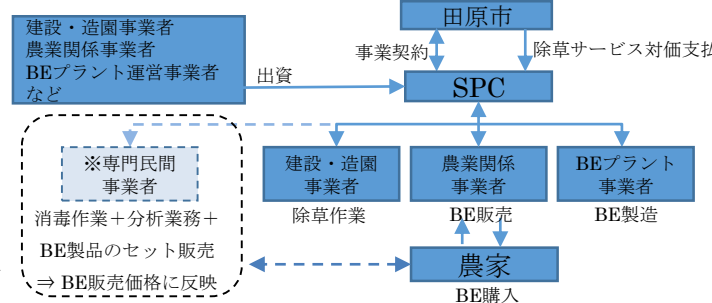 建設・造園事業者
農業関係事業者
BEプラント運営事業者
など
出資
田原市
事業契約
除草サービス対価支払
SPC
※専門民間
事業者
消毒作業＋分析業務＋
BE製品のセット販売
⇒ BE販売価格に反映
建設・造園
事業者
除草作業
農業関係
事業者
BE販売
BEプラント
事業者
BE製造
農家
BE購入